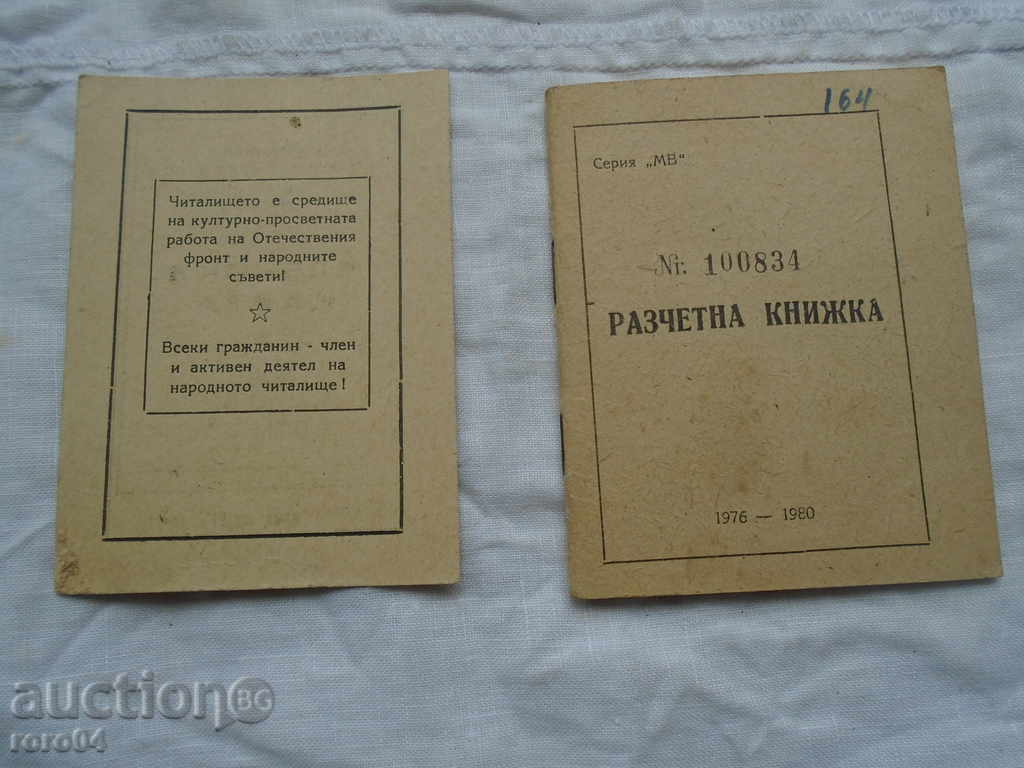 Читалището е средище
на културно-просветната
работа на Отечествения
фронт и народните
съвети!
Всеки гражданин - член
и активен деятел на
народното читалище!
164
Серия „МВ“
Nr. 100834
РАЗЧЕТНА КНИЖКА
1976 — 1980
auction BG
roro04